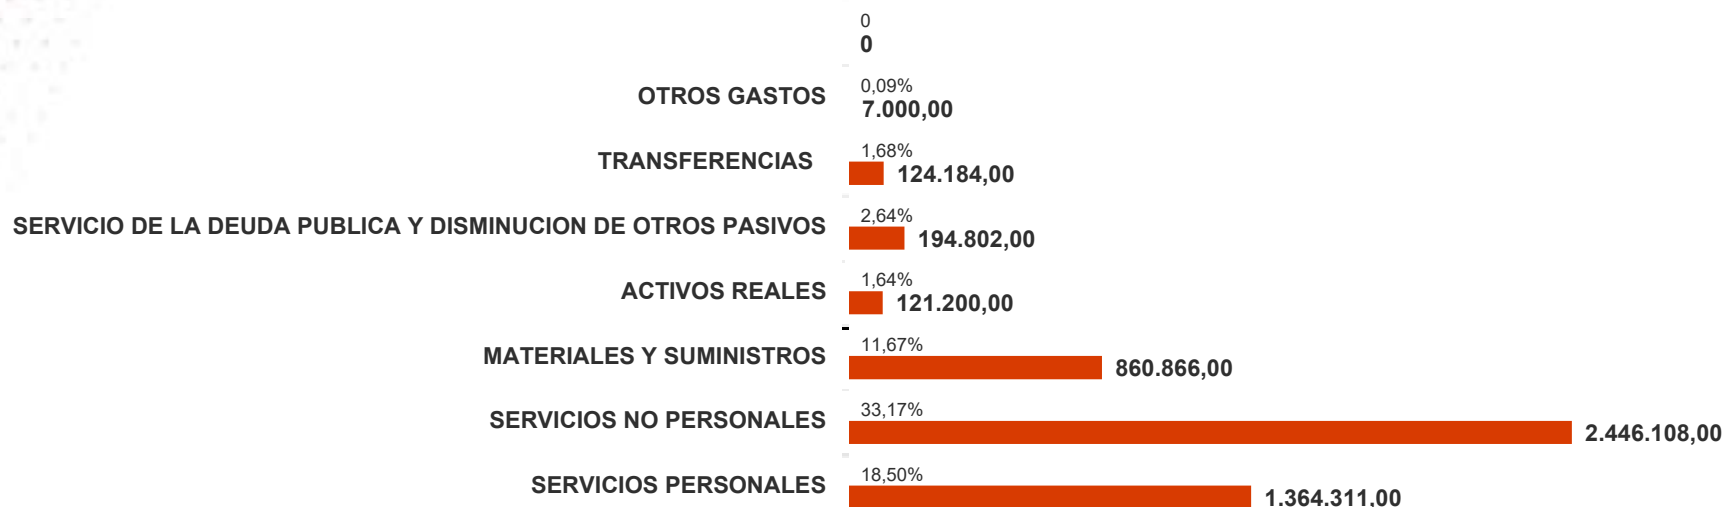 0
0
OTROS GASTOS
0,09%
7.000,00
TRANSFERENCIAS
1,68%
124.184,00
SERVICIO DE LA DEUDA PUBLICA Y DISMINUCION DE OTROS PASIVOS
2,64%
194.802,00
ACTIVOS REALES
1,64%
121.200,00
MATERIALES Y SUMINISTROS
11,67%
860.866,00
SERVICIOS NO PERSONALES
33,17%
2.446.108,00
SERVICIOS PERSONALES
18,50%
1.364.311,00